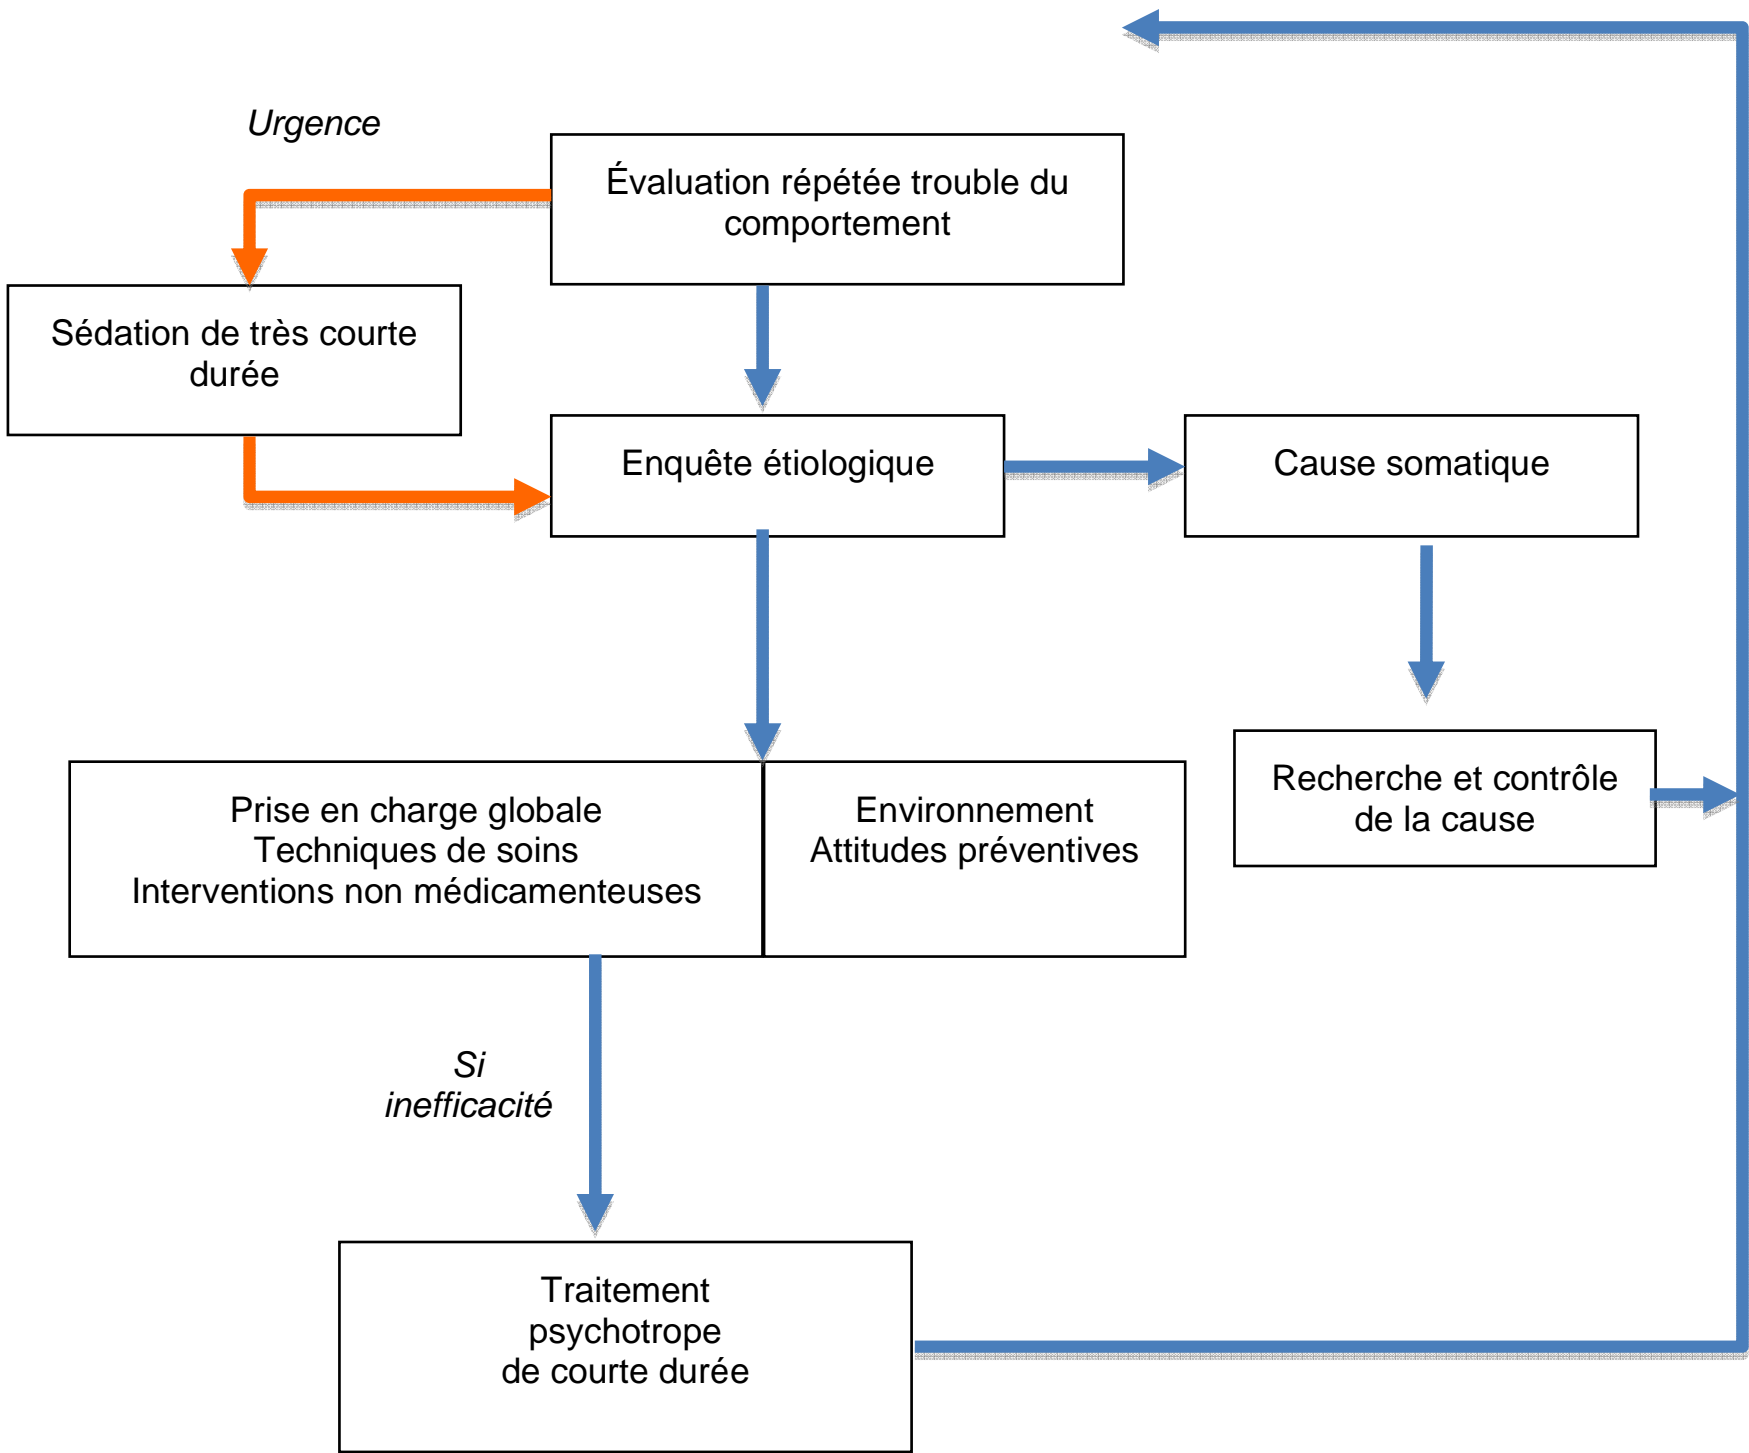 Urgence
Évaluation répétée trouble du
comportement
Sédation de très courte
durée
Enquête étiologique
Cause somatique
Recherche et contrôle
de la cause
Prise en charge globale
Techniques de soins
Interventions non médicamenteuses
Environnement
Attitudes préventives
Si
inefficacité
Traitement
psychotrope
de courte durée